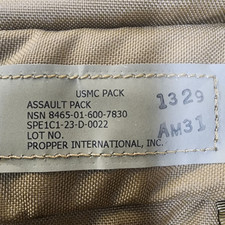 USMC PACK
ASSAULT PACK
NSN 8465-01-600-7830
SPE1C1-23-D-0022
LOT NO.
PROPPER INTERNATIONAL, INC.
1329
AM31